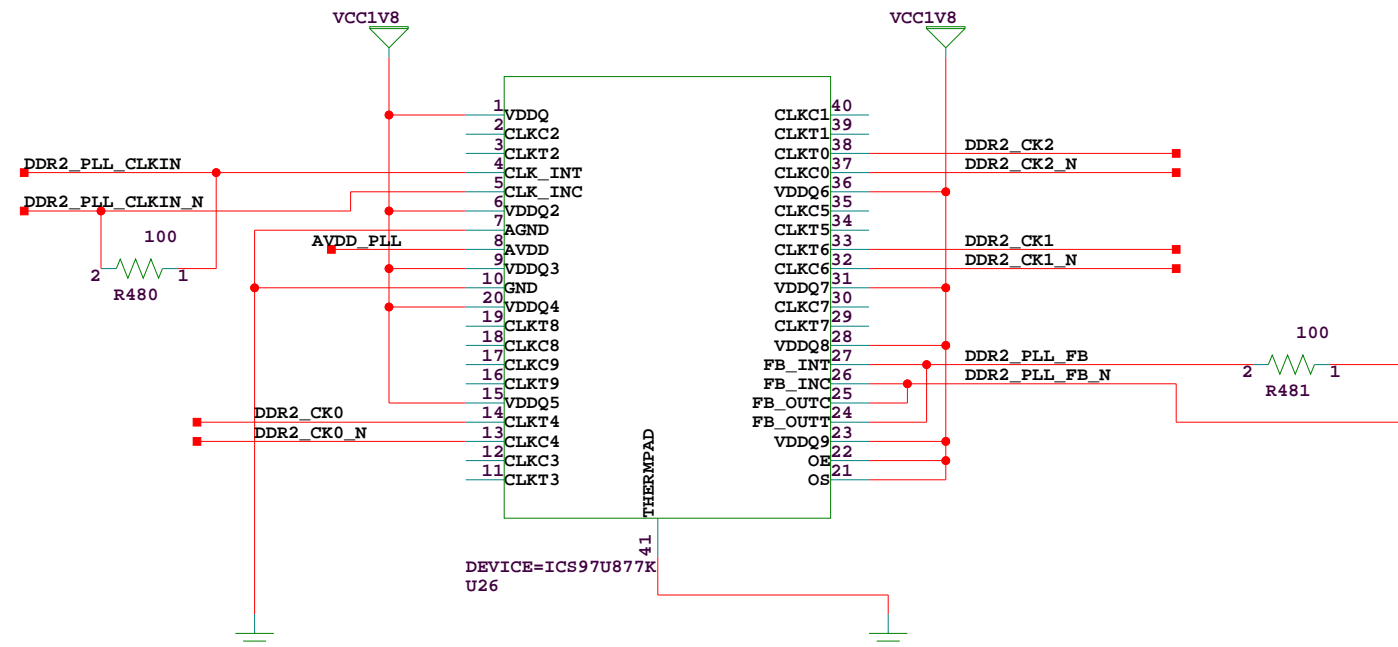 VCC1V8
VCC1V8
1 VDDQ
2 CLKC2
3 CLKT2
4 CLK_INT
5 CLK_INC
6 VDDQ2
7 AGND
8 AVDD
9 VDDQ3
10 GND
20 VDDQ4
19 CLKT8
18 CLKC8
17 CLKC9
16 CLKT9
15 VDDQ5
14 CLKT4
13 CLKC4
12 CLKC3
11 CLKT3
CLKC1 40
CLKT1 39
CLKT0 38
CLKC0 37
VDDQ6 36
CLKC5 35
CLKT5 34
CLKT6 33
CLKC6 32
VDDQ7 31
CLKC7 30
CLKT7 29
VDDQ8 28
FB_INT 27
FB_INC 26
FB_OUTC 25
FB_OUTT 24
VDDQ9 23
OE 22
OS 21
DDR2_PLL_CLKIN
DDR2_PLL_CLKIN_N
100
2 1
R480
AVDD_PLL
DDR2_CK0
DDR2_CK0_N
DDR2_CK2
DDR2_CK2_N
DDR2_CK1
DDR2_CK1_N
DDR2_PLL_FB
DDR2_PLL_FB_N
100
2 1
R481
THERMPAD
41
DEVICE=ICS97U877K
U26